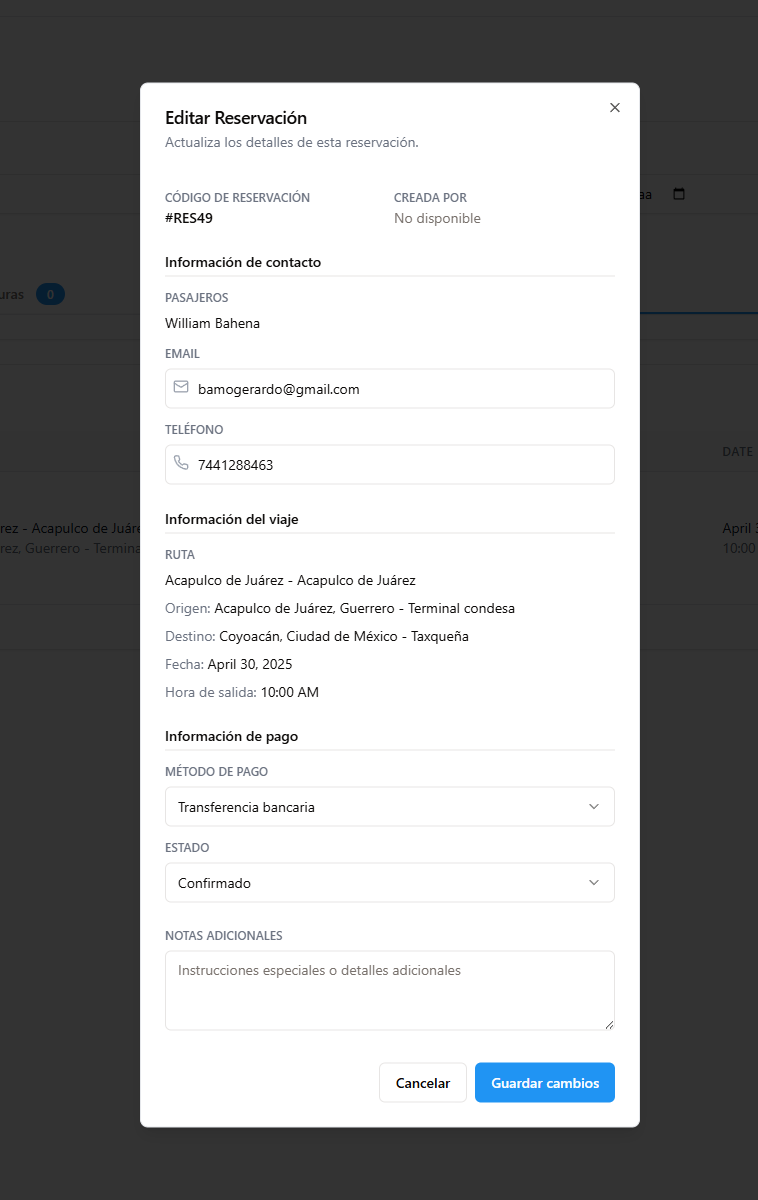 Editar Reservación
Actualiza los detalles de esta reservación.
CÓDIGO DE RESERVACIÓN
#RES49
CREADA POR
No disponible
aa
uras 0
Información de contacto
PASAJEROS
William Bahena
EMAIL
bamogerardo@gmail.com
TELÉFONO
7441288463
DATE
Información del viaje
rez - Acapulco de Juáre
rez, Guerrero - Termina
April 3
10:00
RUTA
Acapulco de Juárez - Acapulco de Juárez
Origen: Acapulco de Juárez, Guerrero - Terminal condesa
Destino: Coyoacán, Ciudad de México - Taxqueña
Fecha: April 30, 2025
Hora de salida: 10:00 AM
Información de pago
MÉTODO DE PAGO
Transferencia bancaria
ESTADO
Confirmado
NOTAS ADICIONALES
Instrucciones especiales o detalles adicionales
Cancelar
Guardar cambios